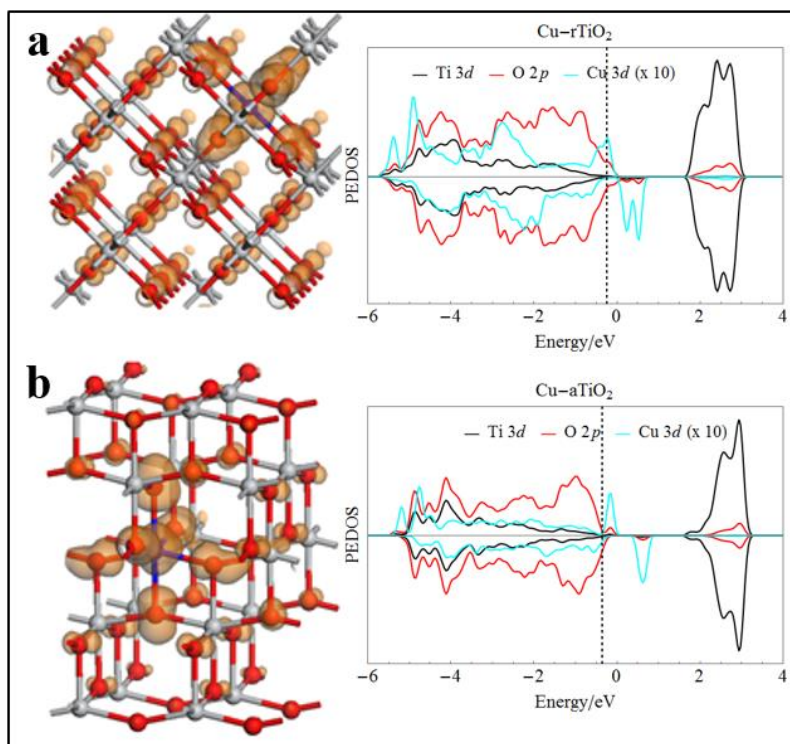 a
Cu−rTiO₂
Ti 3d O 2p Cu 3d (x 10)
PEDOS
−6 −4 −2 0 2 4
Energy/eV
b
Cu−aTiO₂
Ti 3d O 2p Cu 3d (x 10)
PEDOS
−6 −4 −2 0 2 4
Energy/eV